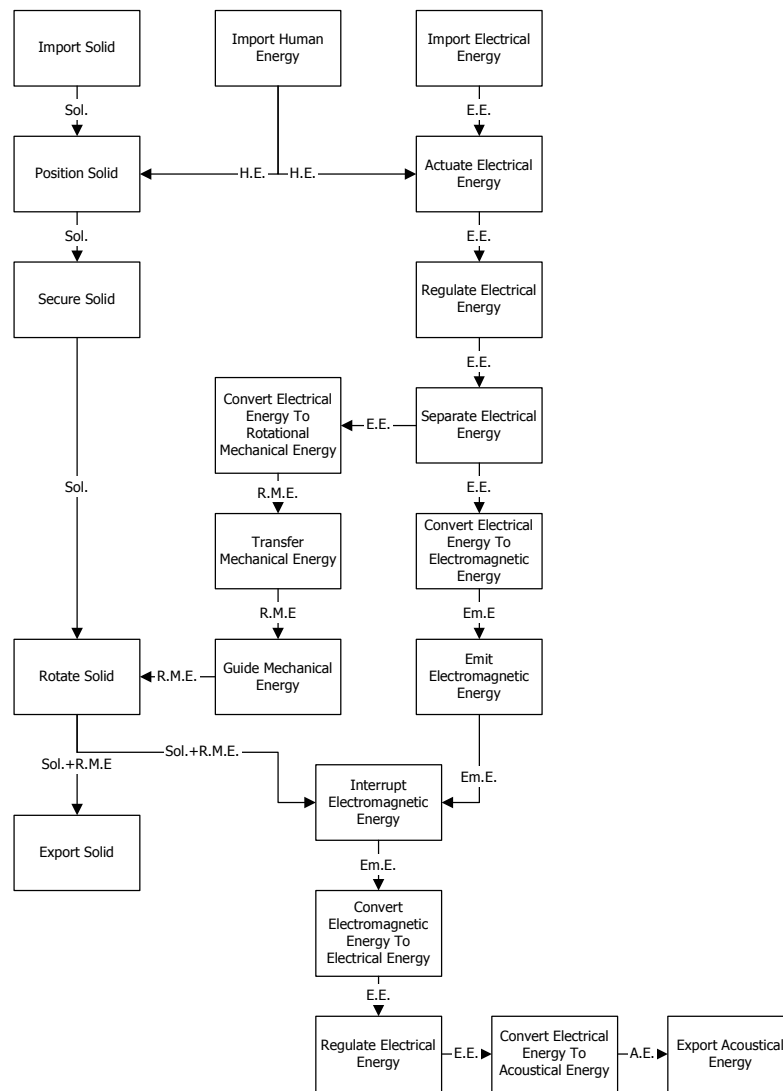 Import Solid
Import Human
Energy
Import Electrical
Energy
Sol.
E.E.
Position Solid
H.E.
H.E.
Actuate Electrical
Energy
Sol.
E.E.
Secure Solid
Regulate Electrical
Energy
E.E.
Convert Electrical
Energy To
Rotational
Mechanical Energy
E.E.
Separate Electrical
Energy
Sol.
R.M.E.
E.E.
Transfer
Mechanical Energy
Convert Electrical
Energy To
Electromagnetic
Energy
R.M.E
Em.E
Rotate Solid
R.M.E.
Guide Mechanical
Energy
Emit
Electromagnetic
Energy
Sol.+R.M.E.
Sol.+R.M.E
Em.E.
Interrupt
Electromagnetic
Energy
Export Solid
Em.E.
Convert
Electromagnetic
Energy To
Electrical Energy
E.E.
Regulate Electrical
Energy
E.E.
Convert Electrical
Energy To
Acoustical Energy
A.E.
Export Acoustical
Energy